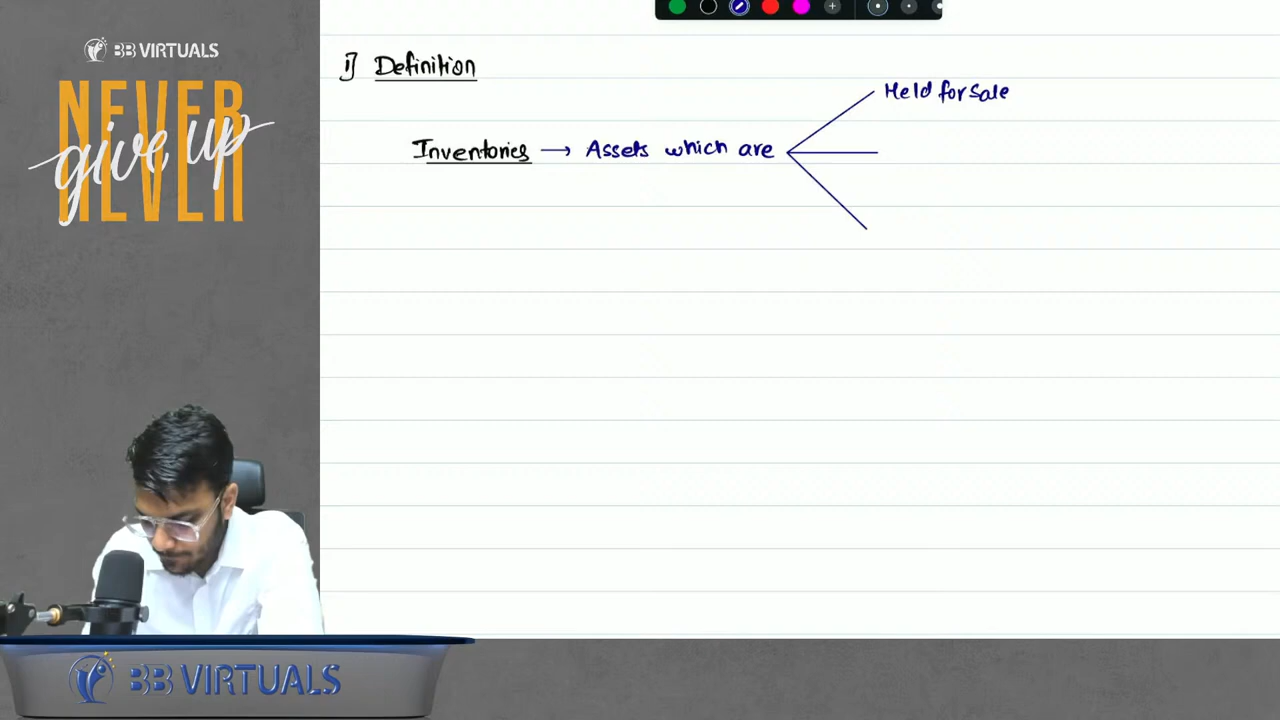 BB VIRTUALS
NEVER
give up
NEVER
i] Definition
Held for Sale
Inventories → Assets which are
BB VIRTUALS